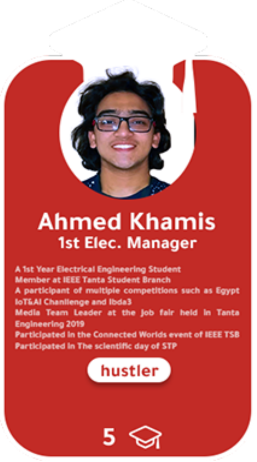 Ahmed Khamis
1st Elec. Manager
A 1st Year Electrical Engineering Student
Member at IEEE Tanta Student Branch
A participant of multiple competitions such as Egypt
IoT&AI Chanllenge and Ibda3
Media Team Leader at the job fair held in Tanta
Engineering 2019
Participated in the Connected Worlds event of IEEE TSB
Participated in The scientific day of STP
hustler
5